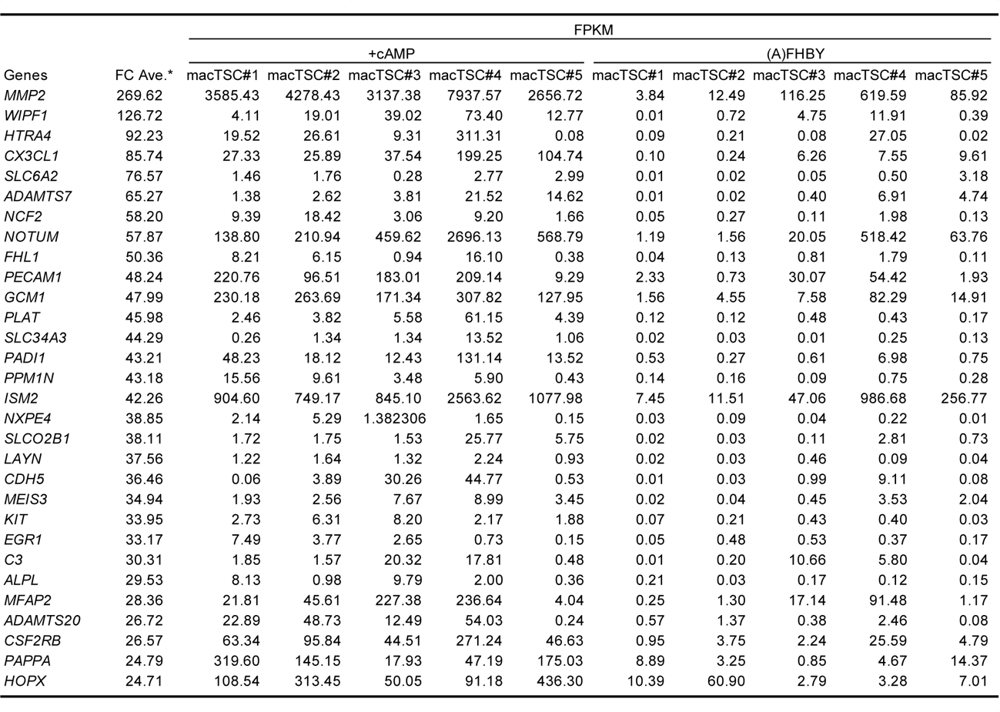 FPKM
+cAMP (A)FHBY
Genes FC Ave.* macTSC#1 macTSC#2 macTSC#3 macTSC#4 macTSC#5 macTSC#1 macTSC#2 macTSC#3 macTSC#4 macTSC#5
MMP2 269.62 3585.43 4278.43 3137.38 7937.57 2656.72 3.84 12.49 116.25 619.59 85.92
WIPF1 126.72 4.11 19.01 39.02 73.40 12.77 0.01 0.72 4.75 11.91 0.39
HTRA4 92.23 19.52 26.61 9.31 311.31 0.08 0.09 0.21 0.08 27.05 0.02
CX3CL1 85.74 27.33 25.89 37.54 199.25 104.74 0.10 0.24 6.26 7.55 9.61
SLC6A2 76.57 1.46 1.76 0.28 2.77 2.99 0.01 0.02 0.05 0.50 3.18
ADAMTS7 65.27 1.38 2.62 3.81 21.52 14.62 0.01 0.02 0.40 6.91 4.74
NCF2 58.20 9.39 18.42 3.06 9.20 1.66 0.05 0.27 0.11 1.98 0.13
NOTUM 57.87 138.80 210.94 459.62 2696.13 568.79 1.19 1.56 20.05 518.42 63.76
FHL1 50.36 8.21 6.15 0.94 16.10 0.38 0.04 0.13 0.81 1.79 0.11
PECAM1 48.24 220.76 96.51 183.01 209.14 9.29 2.33 0.73 30.07 54.42 1.93
GCM1 47.99 230.18 263.69 171.34 307.82 127.95 1.56 4.55 7.58 82.29 14.91
PLAT 45.98 2.46 3.82 5.58 61.15 4.39 0.12 0.12 0.48 0.43 0.17
SLC34A3 44.29 0.26 1.34 1.34 13.52 1.06 0.02 0.03 0.01 0.25 0.13
PADI1 43.21 48.23 18.12 12.43 131.14 13.52 0.53 0.27 0.61 6.98 0.75
PPM1N 43.18 15.56 9.61 3.48 5.90 0.43 0.14 0.16 0.09 0.75 0.28
ISM2 42.26 904.60 749.17 845.10 2563.62 1077.98 7.45 11.51 47.06 986.68 256.77
NXPE4 38.85 2.14 5.29 1.382306 1.65 0.15 0.03 0.09 0.04 0.22 0.01
SLCO2B1 38.11 1.72 1.75 1.53 25.77 5.75 0.02 0.03 0.11 2.81 0.73
LAYN 37.56 1.22 1.64 1.32 2.24 0.93 0.02 0.03 0.46 0.09 0.04
CDH5 36.46 0.06 3.89 30.26 44.77 0.53 0.01 0.03 0.99 9.11 0.08
MEIS3 34.94 1.93 2.56 7.67 8.99 3.45 0.02 0.04 0.45 3.53 2.04
KIT 33.95 2.73 6.31 8.20 2.17 1.88 0.07 0.21 0.43 0.40 0.03
EGR1 33.17 7.49 3.77 2.65 0.73 0.15 0.05 0.48 0.53 0.37 0.17
C3 30.31 1.85 1.57 20.32 17.81 0.48 0.01 0.20 10.66 5.80 0.04
ALPL 29.53 8.13 0.98 9.79 2.00 0.36 0.21 0.03 0.17 0.12 0.15
MFAP2 28.36 21.81 45.61 227.38 236.64 4.04 0.25 1.30 17.14 91.48 1.17
ADAMTS20 26.72 22.89 48.73 12.49 54.03 0.24 0.57 1.37 0.38 2.46 0.08
CSF2RB 26.57 63.34 95.84 44.51 271.24 46.63 0.95 3.75 2.24 25.59 4.79
PAPPA 24.79 319.60 145.15 17.93 47.19 175.03 8.89 3.25 0.85 4.67 14.37
HOPX 24.71 108.54 313.45 50.05 91.18 436.30 10.39 60.90 2.79 3.28 7.01